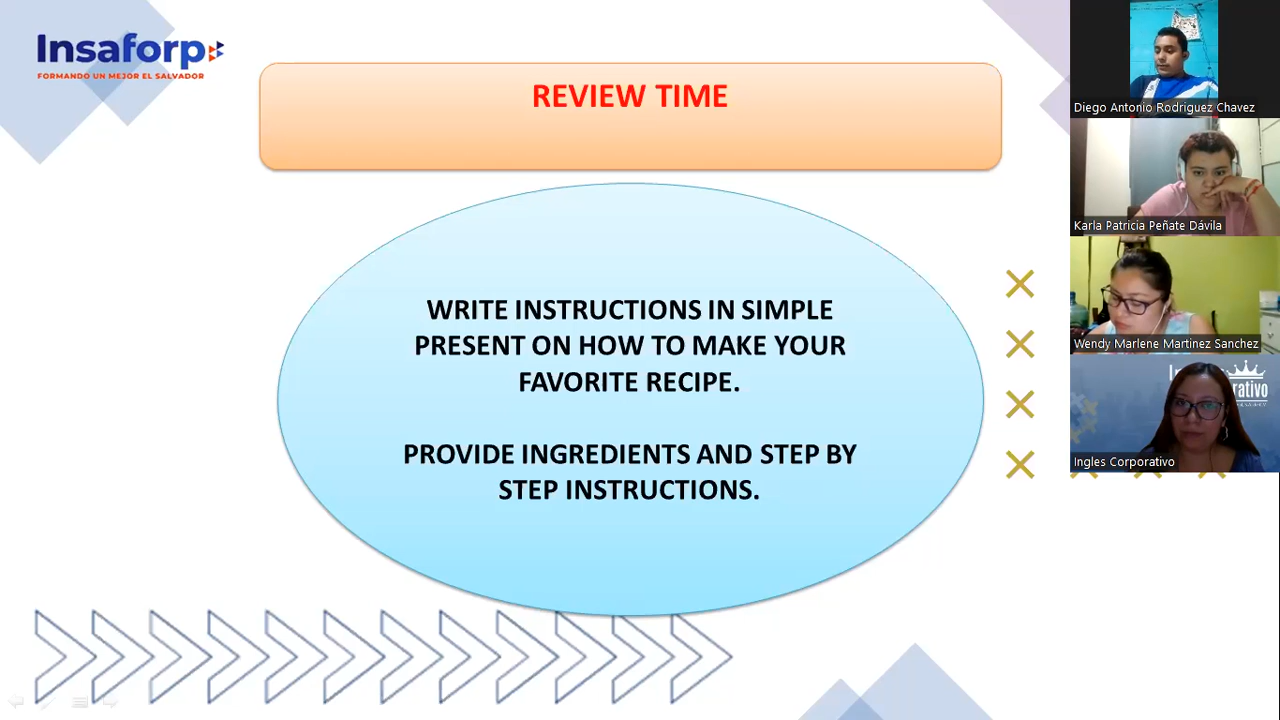 Insaforp
FORMANDO UN MEJOR EL SALVADOR
REVIEW TIME
WRITE INSTRUCTIONS IN SIMPLE
PRESENT ON HOW TO MAKE YOUR
FAVORITE RECIPE.
PROVIDE INGREDIENTS AND STEP BY
STEP INSTRUCTIONS.
Diego Antonio Rodriguez Chavez
Karla Patricia Peñate Dávila
Wendy Marlene Martinez Sanchez
Ingles Corporativo